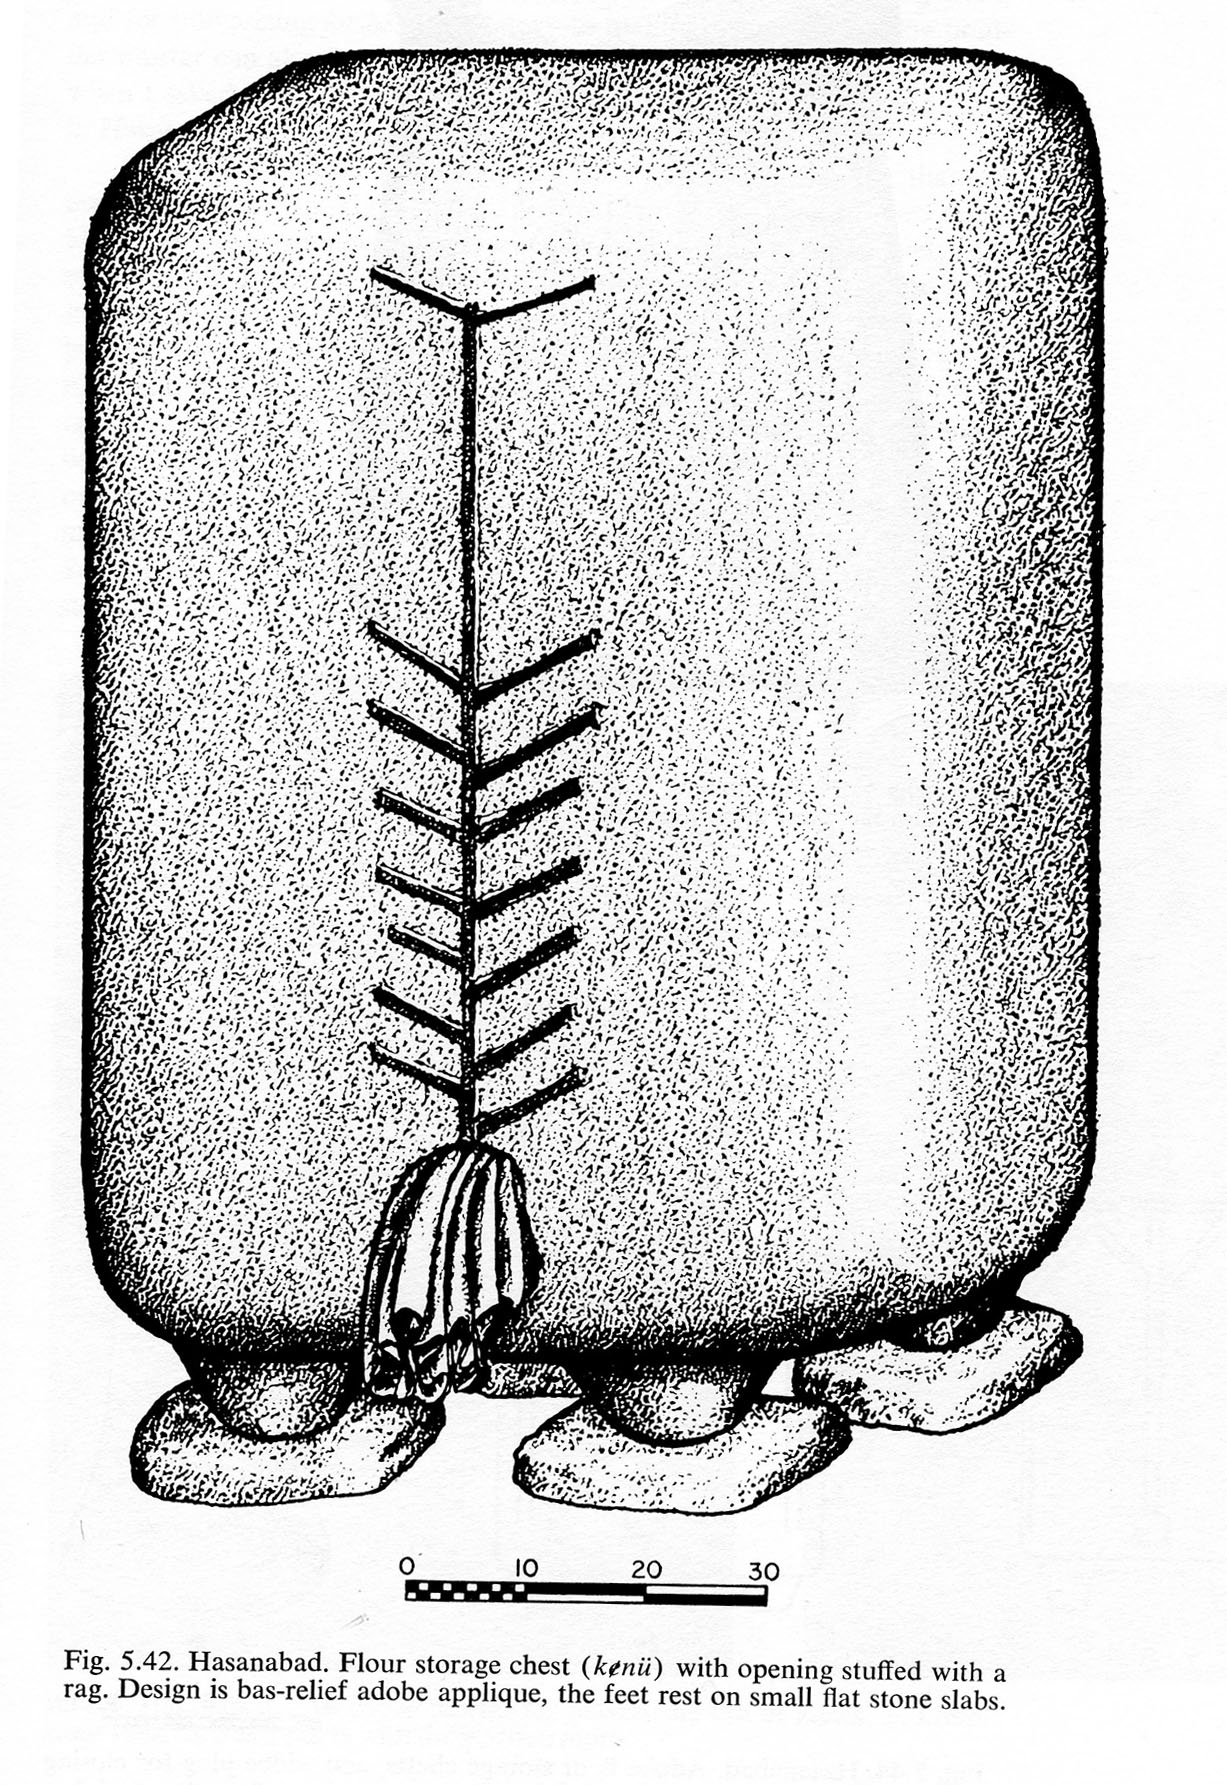 0 10 20 30
Fig. 5.42. Hasanabad. Flour storage chest (kɇnü) with opening stuffed with a
rag. Design is bas-relief adobe applique, the feet rest on small flat stone slabs.